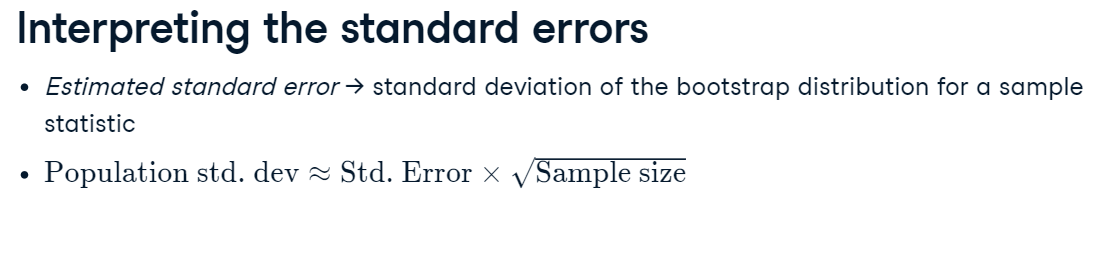 Interpreting the standard errors
• Estimated standard error → standard deviation of the bootstrap distribution for a sample
statistic
• Population std. dev ≈ Std. Error × √Sample size